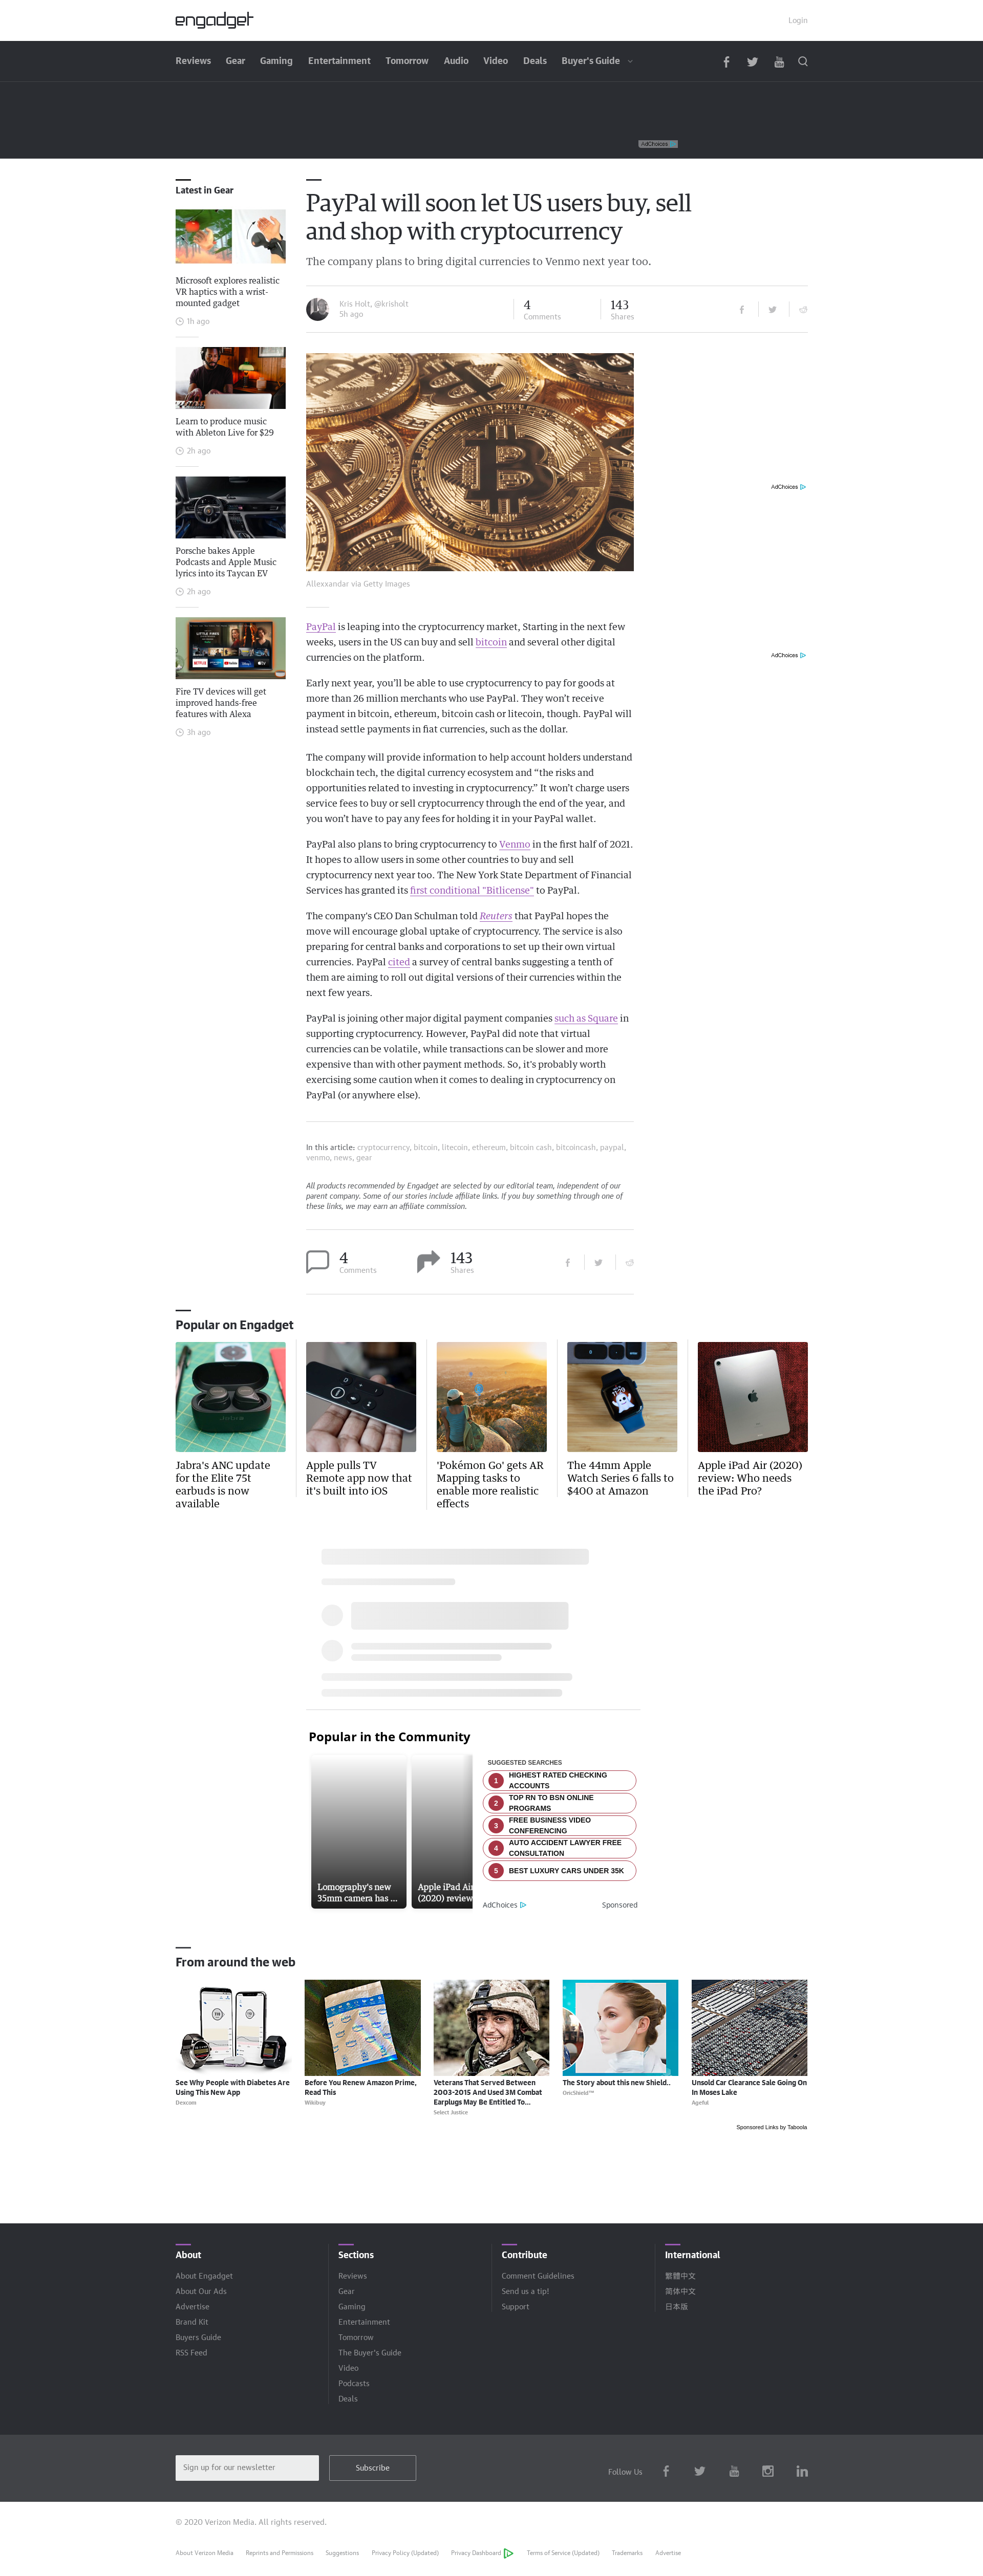 engadget
Login
Reviews Gear Gaming Entertainment Tomorrow Audio Video Deals Buyer's Guide
AdChoices
Latest in Gear
Microsoft explores realistic
VR haptics with a wrist-
mounted gadget
1h ago
Learn to produce music
with Ableton Live for $29
2h ago
Porsche bakes Apple
Podcasts and Apple Music
lyrics into its Taycan EV
2h ago
Fire TV devices will get
improved hands-free
features with Alexa
3h ago
PayPal will soon let US users buy, sell
and shop with cryptocurrency
The company plans to bring digital currencies to Venmo next year too.
Kris Holt, @krisholt
5h ago
4
Comments
143
Shares
Allexxandar via Getty Images
AdChoices
AdChoices
PayPal is leaping into the cryptocurrency market, Starting in the next few
weeks, users in the US can buy and sell bitcoin and several other digital
currencies on the platform.
Early next year, you'll be able to use cryptocurrency to pay for goods at
more than 26 million merchants who use PayPal. They won't receive
payment in bitcoin, ethereum, bitcoin cash or litecoin, though. PayPal will
instead settle payments in fiat currencies, such as the dollar.
The company will provide information to help account holders understand
blockchain tech, the digital currency ecosystem and “the risks and
opportunities related to investing in cryptocurrency.” It won't charge users
service fees to buy or sell cryptocurrency through the end of the year, and
you won't have to pay any fees for holding it in your PayPal wallet.
PayPal also plans to bring cryptocurrency to Venmo in the first half of 2021.
It hopes to allow users in some other countries to buy and sell
cryptocurrency next year too. The New York State Department of Financial
Services has granted its first conditional "Bitlicense" to PayPal.
The company's CEO Dan Schulman told Reuters that PayPal hopes the
move will encourage global uptake of cryptocurrency. The service is also
preparing for central banks and corporations to set up their own virtual
currencies. PayPal cited a survey of central banks suggesting a tenth of
them are aiming to roll out digital versions of their currencies within the
next few years.
PayPal is joining other major digital payment companies such as Square in
supporting cryptocurrency. However, PayPal did note that virtual
currencies can be volatile, while transactions can be slower and more
expensive than with other payment methods. So, it's probably worth
exercising some caution when it comes to dealing in cryptocurrency on
PayPal (or anywhere else).
In this article: cryptocurrency, bitcoin, litecoin, ethereum, bitcoin cash, bitcoincash, paypal,
venmo, news, gear
All products recommended by Engadget are selected by our editorial team, independent of our
parent company. Some of our stories include affiliate links. If you buy something through one of
these links, we may earn an affiliate commission.
4
Comments
143
Shares
Popular on Engadget
Jabra's ANC update
for the Elite 75t
earbuds is now
available
Apple pulls TV
Remote app now that
it's built into iOS
'Pokémon Go' gets AR
Mapping tasks to
enable more realistic
effects
The 44mm Apple
Watch Series 6 falls to
$400 at Amazon
Apple iPad Air (2020)
review: Who needs
the iPad Pro?
Popular in the Community
Lomography's new
35mm camera has ...
Apple iPad Air
(2020) review
SUGGESTED SEARCHES
1 HIGHEST RATED CHECKING
ACCOUNTS
2 TOP RN TO BSN ONLINE
PROGRAMS
3 FREE BUSINESS VIDEO
CONFERENCING
4 AUTO ACCIDENT LAWYER FREE
CONSULTATION
5 BEST LUXURY CARS UNDER 35K
AdChoices
Sponsored
From around the web
See Why People with Diabetes Are
Using This New App
Dexcom
Before You Renew Amazon Prime,
Read This
Wikibuy
Veterans That Served Between
2003-2015 And Used 3M Combat
Earplugs May Be Entitled To...
Select Justice
The Story about this new Shield..
OricShield™
Unsold Car Clearance Sale Going On
In Moses Lake
Ageful
Sponsored Links by Taboola
About
About Engadget
About Our Ads
Advertise
Brand Kit
Buyers Guide
RSS Feed
Sections
Reviews
Gear
Gaming
Entertainment
Tomorrow
The Buyer's Guide
Video
Podcasts
Deals
Contribute
Comment Guidelines
Send us a tip!
Support
International
繁體中文
简体中文
日本版
Sign up for our newsletter
Subscribe
Follow Us
© 2020 Verizon Media. All rights reserved.
About Verizon Media Reprints and Permissions Suggestions Privacy Policy (Updated) Privacy Dashboard Terms of Service (Updated) Trademarks Advertise